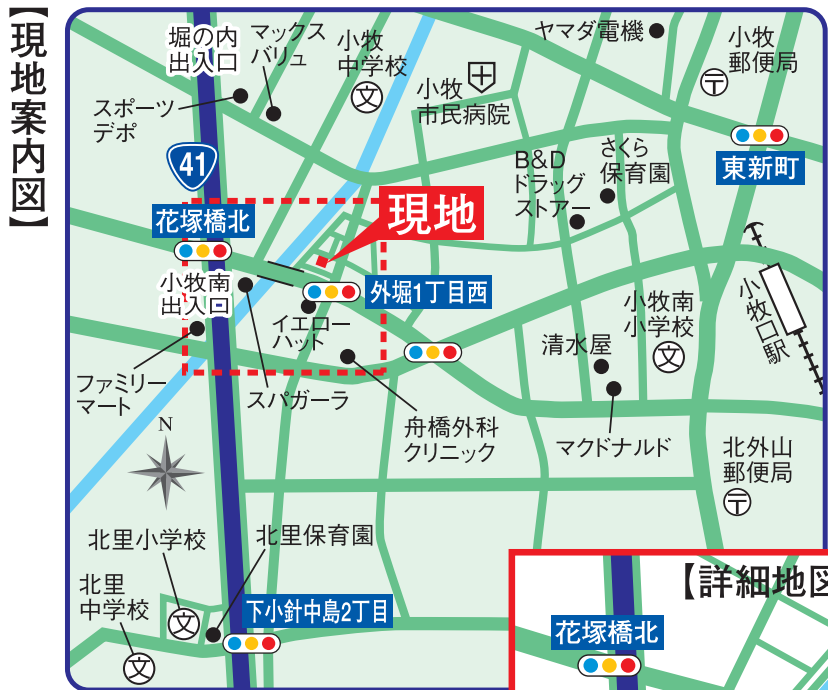 【現地案内図】
堀の内
出入口
マックス
バリュ
小牧
中学校
文
ヤマダ電機
小牧
郵便局
〒
スポーツ
デポ
小牧
市民病院
41
B&D
ドラッグ
ストアー
さくら
保育園
東新町
花塚橋北
現地
小牧南
出入口
外堀1丁目西
イエロー
ハット
小牧南
小学校
文
小牧口駅
清水屋
ファミリー
マート
スパガーラ
舟橋外科
クリニック
マクドナルド
北外山
郵便局
〒
N
北里小学校
文
北里保育園
北里
中学校
文
下小針中島2丁目
【詳細地図
花塚橋北